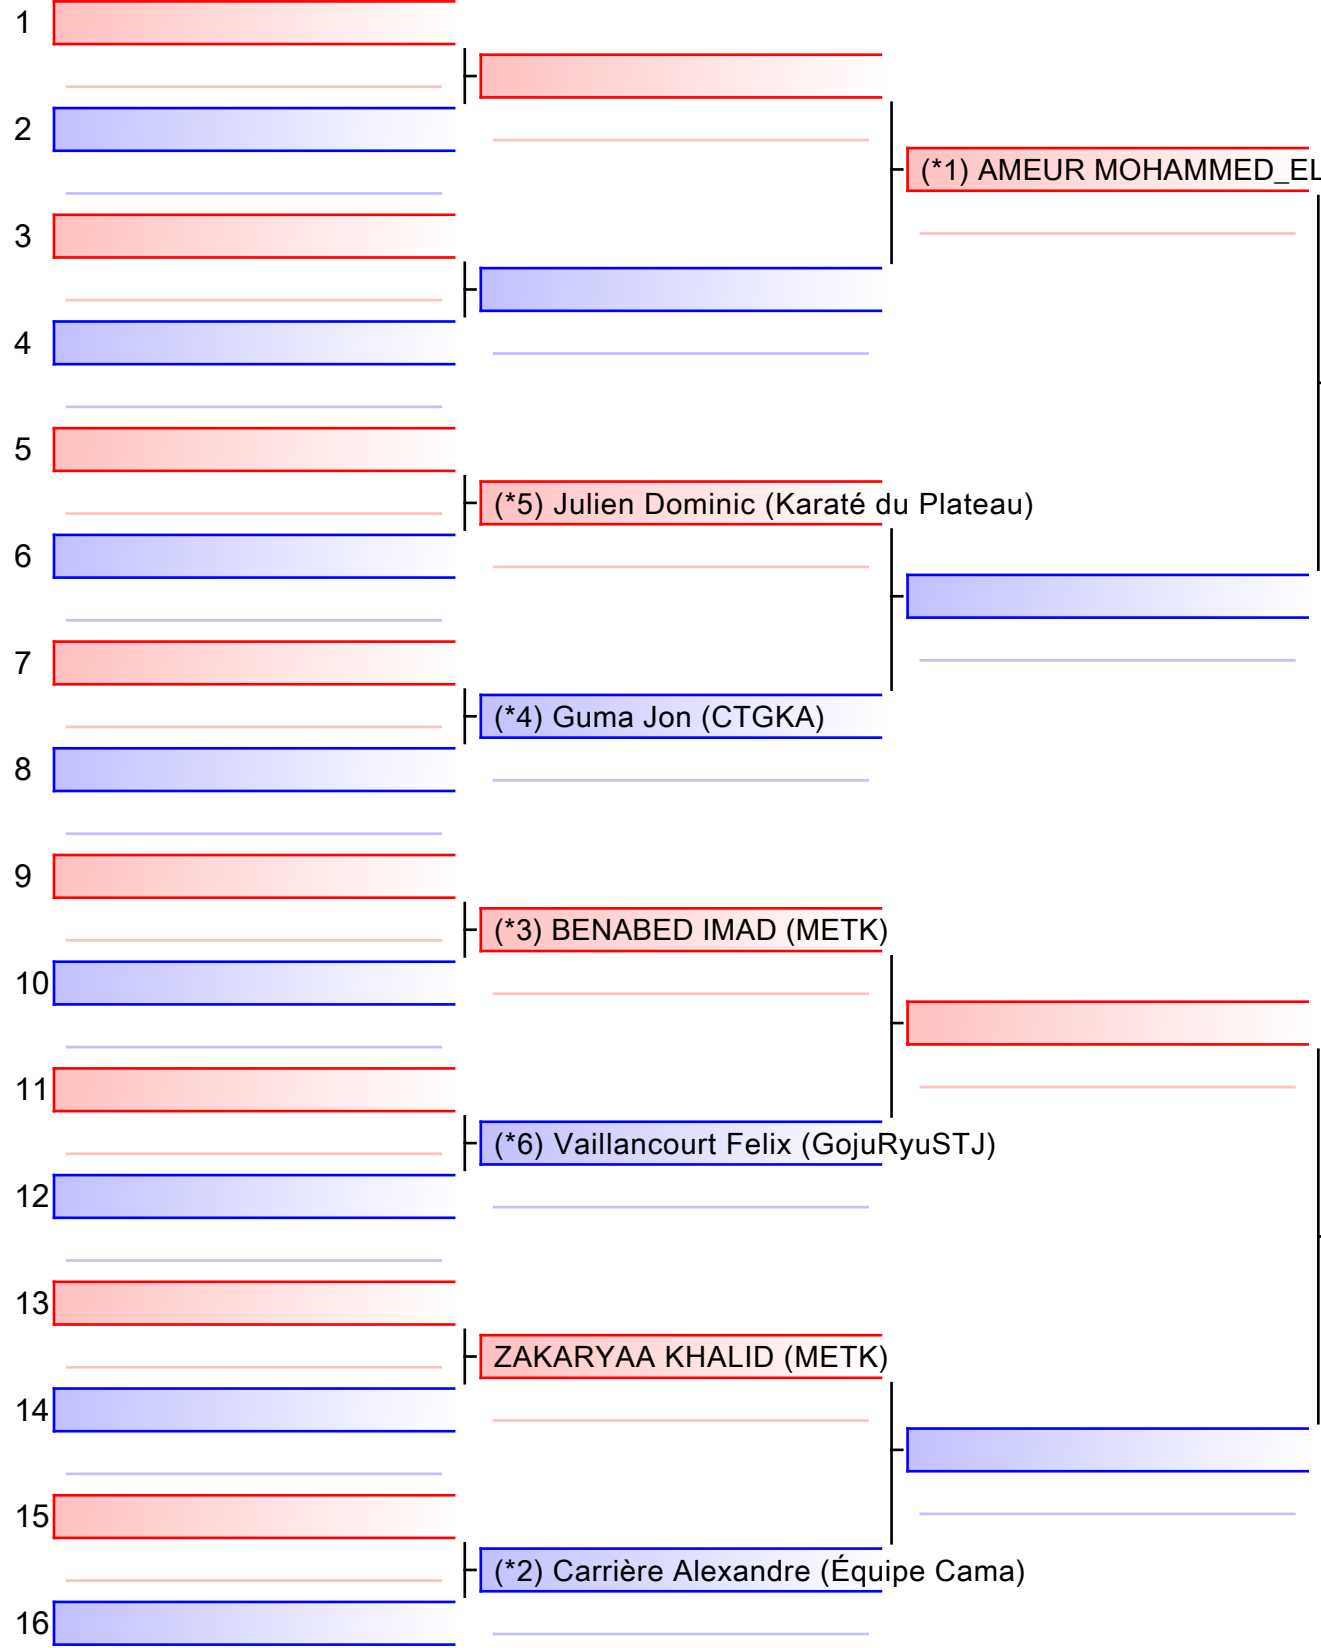 1
2
(*1) AMEUR MOHAMMED_EL
3
4
5
(*5) Julien Dominic (Karaté du Plateau)
6
7
(*4) Guma Jon (CTGKA)
8
9
(*3) BENABED IMAD (METK)
10
11
(*6) Vaillancourt Felix (GojuRyuSTJ)
12
13
ZAKARYAA KHALID (METK)
14
15
(*2) Carrière Alexandre (Équipe Cama)
16